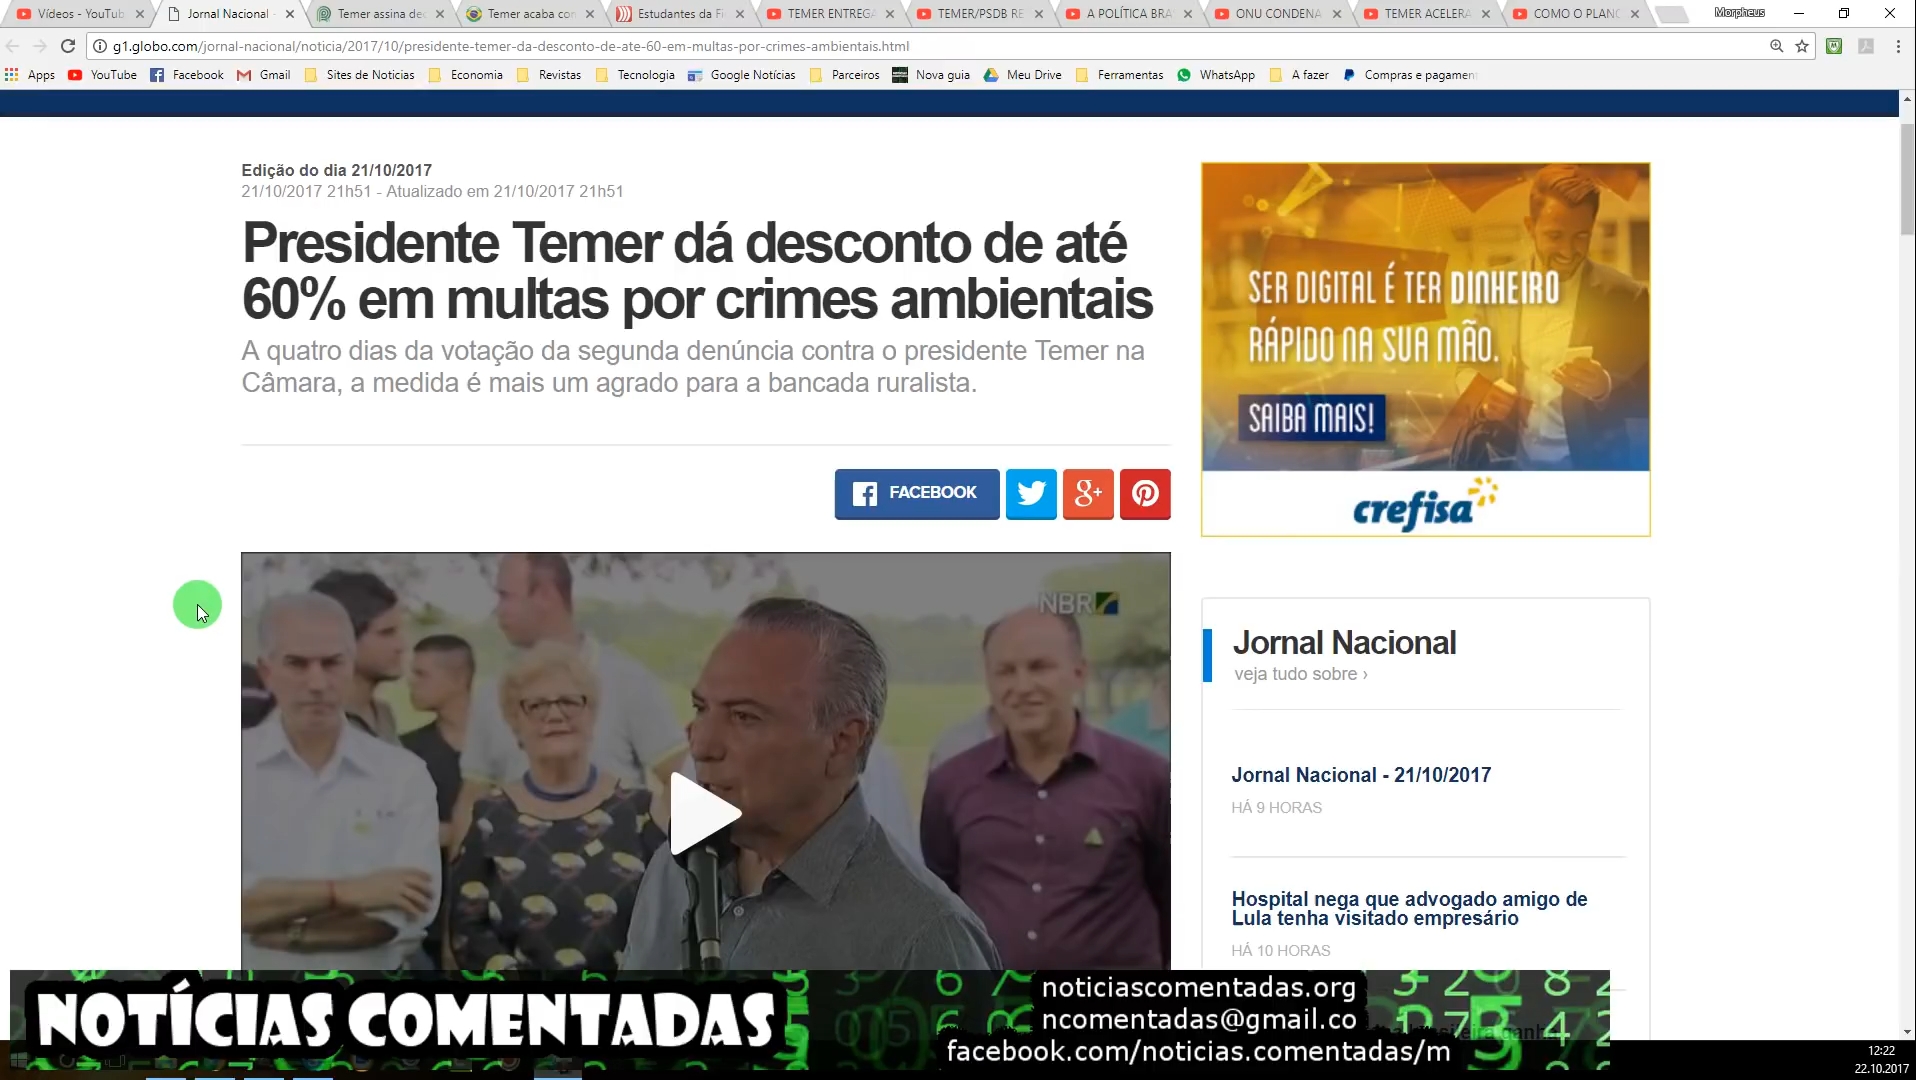 Vídeos - YouTub
Jornal Nacional -
Temer assina dec
Temer acaba con
Estudantes da Fi
TEMER ENTREGA
TEMER/PSDB RE
A POLÍTICA BRA
ONU CONDENA
TEMER ACELERA
COMO O PLANO
Morpheus
g1.globo.com/jornal-nacional/noticia/2017/10/presidente-temer-da-desconto-de-ate-60-em-multas-por-crimes-ambientais.html
Apps
YouTube
Facebook
Gmail
Sites de Noticias
Economia
Revistas
Tecnologia
Google Notícias
Parceiros
Nova guia
Meu Drive
Ferramentas
WhatsApp
A fazer
Compras e pagamen
Edição do dia 21/10/2017
21/10/2017 21h51 - Atualizado em 21/10/2017 21h51
Presidente Temer dá desconto de até
60% em multas por crimes ambientais
A quatro dias da votação da segunda denúncia contra o presidente Temer na
Câmara, a medida é mais um agrado para a bancada ruralista.
FACEBOOK
NBR
SER DIGITAL É TER DINHEIRO
RÁPIDO NA SUA MÃO.
SAIBA MAIS!
crefisa
Jornal Nacional
veja tudo sobre ›
Jornal Nacional - 21/10/2017
HÁ 9 HORAS
Hospital nega que advogado amigo de
Lula tenha visitado empresário
HÁ 10 HORAS
NOTÍCIAS COMENTADAS
noticiascomentadas.org
ncomentadas@gmail.co
facebook.com/noticias.comentadas/m
12:22
22.10.2017